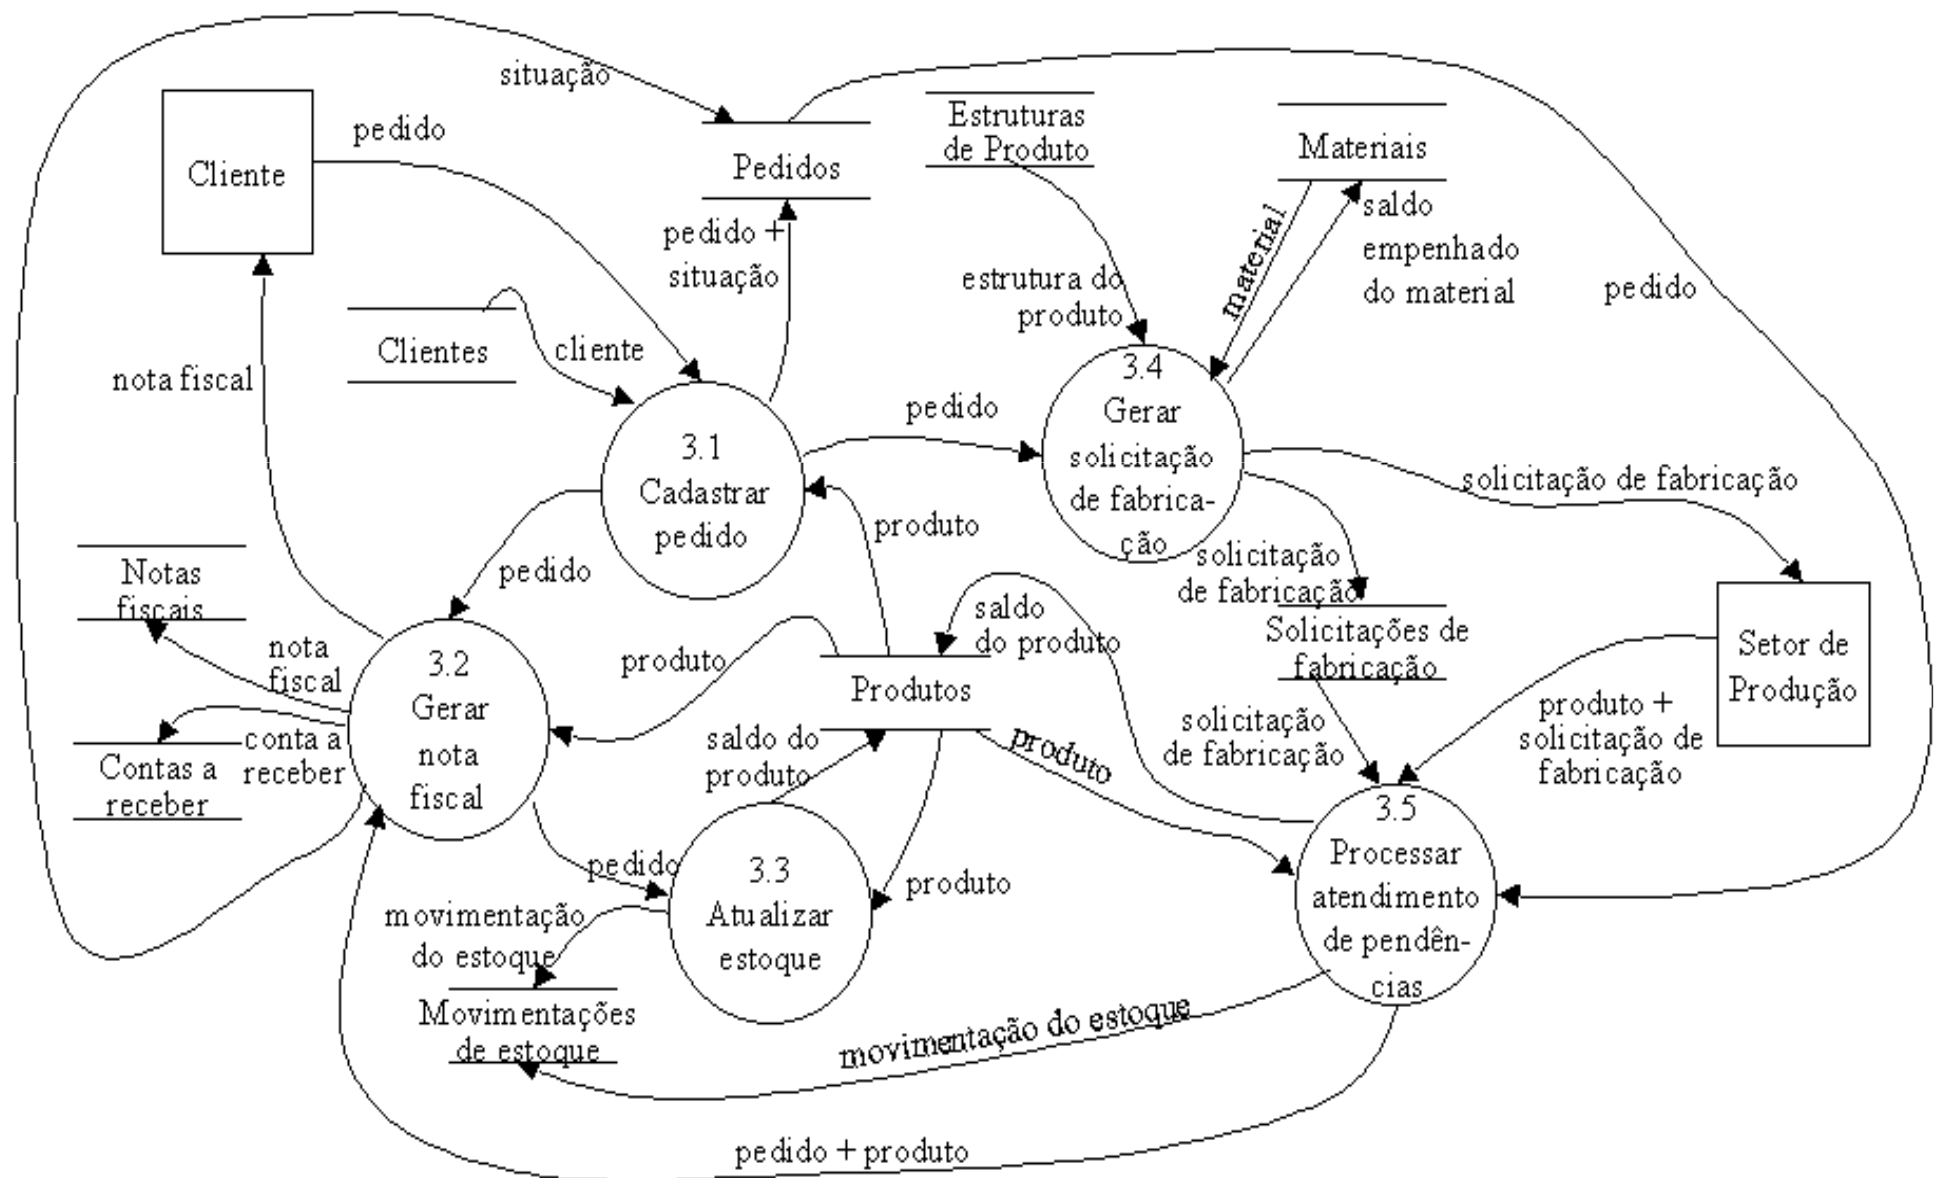 situação
pedido
Cliente
Pedidos
Estruturas
de Produto
Materiais
pedido +
situação
material
saldo
empenhado
do material
estrutura do
produto
pedido
Clientes
cliente
nota fiscal
3.1
Cadastrar
pedido
pedido
3.4
Gerar
solicitação
de fabrica-
ção
solicitação de fabricação
produto
pedido
solicitação
de fabricação
Notas
fiscais
nota
fiscal
3.2
Gerar
nota
fiscal
produto
saldo
do produto
Produtos
Solicitações de
fabricação
Setor de
Produção
Contas a
receber
conta a
receber
saldo do
produto
produto
solicitação
de fabricação
produto +
solicitação de
fabricação
pedido
3.3
Atualizar
estoque
produto
3.5
Processar
atendimento
de pendên-
cias
movimentação
do estoque
Movimentações
de estoque
movimentação do estoque
pedido + produto